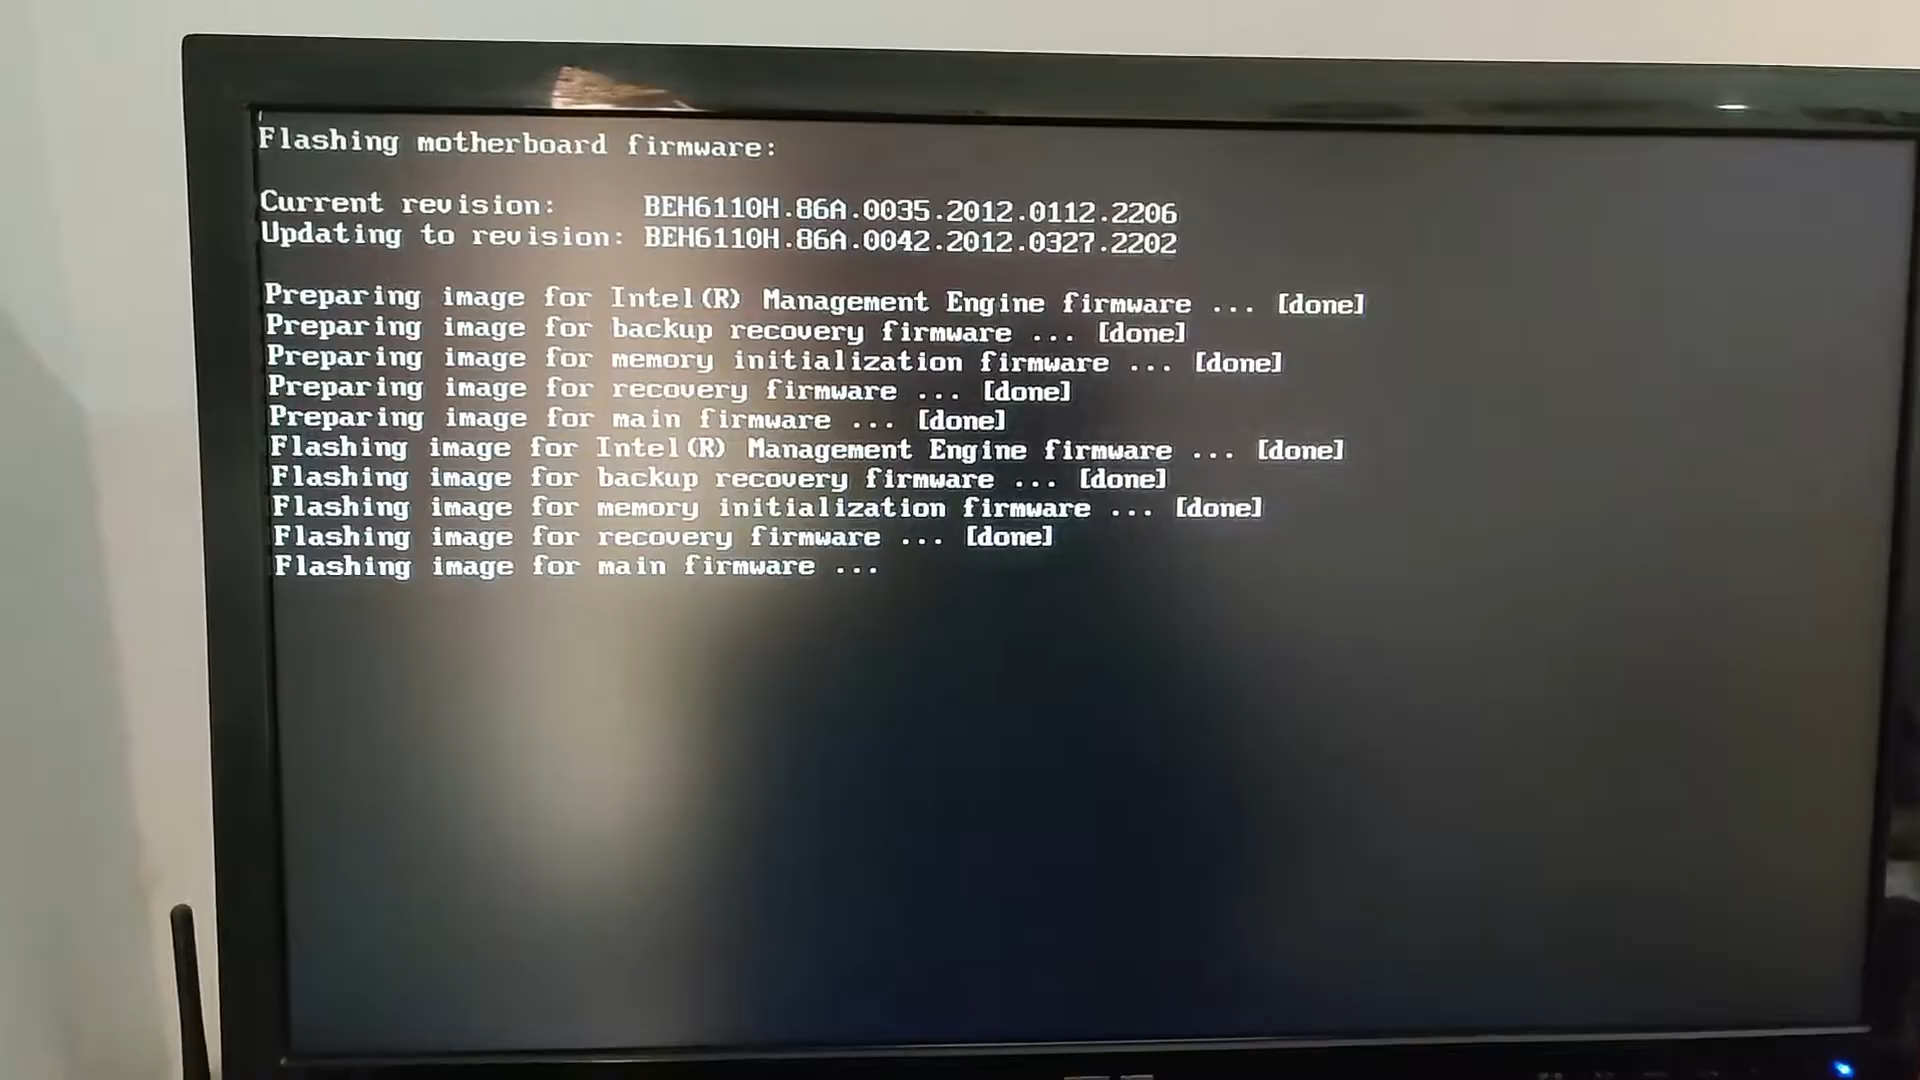 Flashing motherboard firmware:
Current revision: BEH6110H.86A.0035.2012.0112.2206
Updating to revision: BEH6110H.86A.0042.2012.0327.2202
Preparing image for Intel(R) Management Engine firmware ... [done]
Preparing image for backup recovery firmware ... [done]
Preparing image for memory initialization firmware ... [done]
Preparing image for recovery firmware ... [done]
Preparing image for main firmware ... [done]
Flashing image for Intel(R) Management Engine firmware ... [done]
Flashing image for backup recovery firmware ... [done]
Flashing image for memory initialization firmware ... [done]
Flashing image for recovery firmware ... [done]
Flashing image for main firmware ...